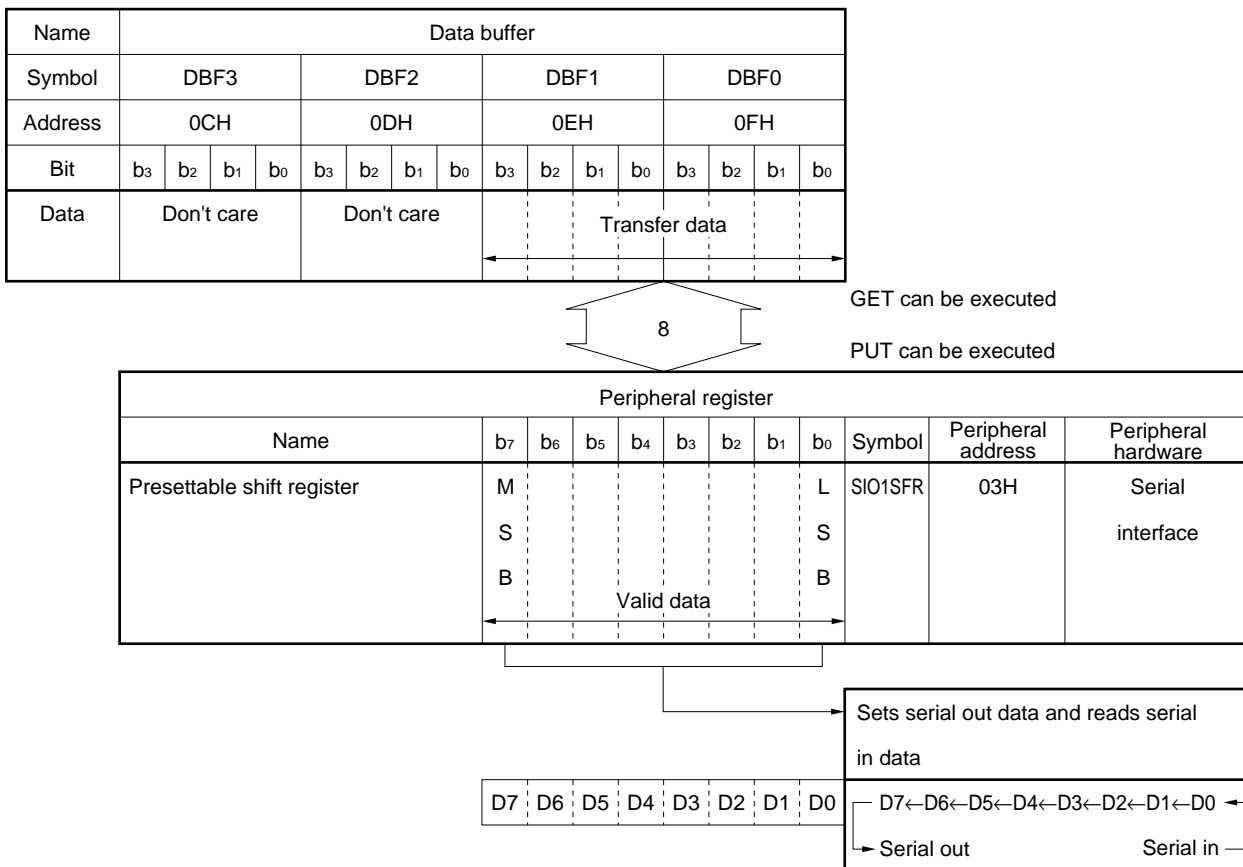 Name Data buffer
Symbol DBF3 DBF2 DBF1 DBF0
Address 0CH 0DH 0EH 0FH
Bit b3 b2 b1 b0 b3 b2 b1 b0 b3 b2 b1 b0 b3 b2 b1 b0
Data Don't care Don't care Transfer data
GET can be executed
8
PUT can be executed
Peripheral register
Name b7 b6 b5 b4 b3 b2 b1 b0 Symbol Peripheral address Peripheral hardware
Presettable shift register M L SIO1SFR 03H Serial
S S interface
B B
Valid data
Sets serial out data and reads serial
in data
D7 D6 D5 D4 D3 D2 D1 D0 D7←D6←D5←D4←D3←D2←D1←D0
Serial out Serial in